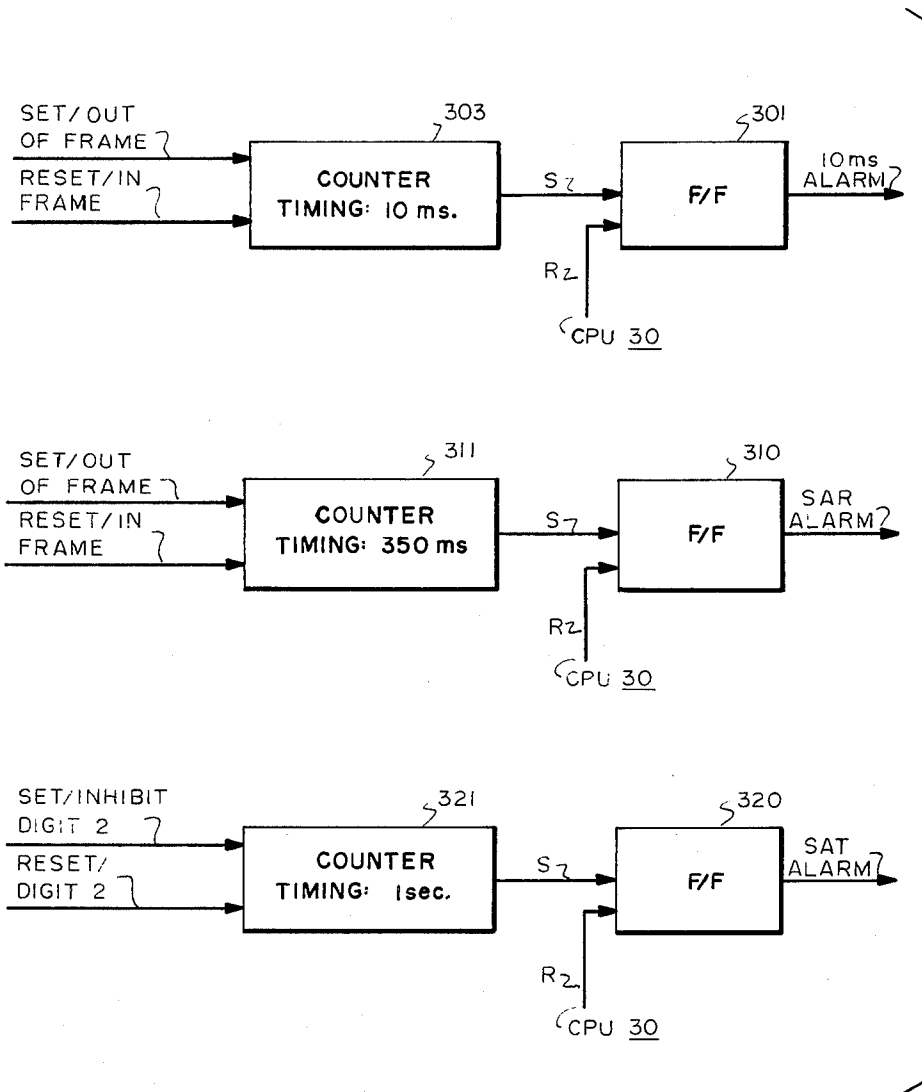 SET/OUT
OF FRAME
RESET/IN
FRAME
303
COUNTER
TIMING: 10 ms.
S
R
CPU 30
301
F/F
10ms
ALARM
SET/OUT
OF FRAME
RESET/IN
FRAME
311
COUNTER
TIMING: 350 ms
S
R
CPU 30
310
F/F
SAR
ALARM
SET/INHIBIT
DIGIT 2
RESET/
DIGIT 2
321
COUNTER
TIMING: 1sec.
S
R
CPU 30
320
F/F
SAT
ALARM